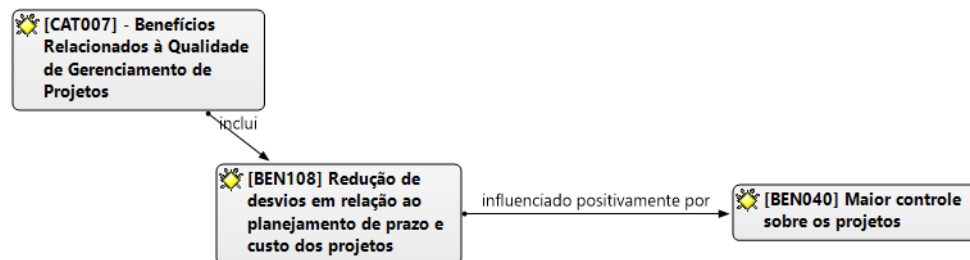 [CAT007] - Benefícios
Relacionados à Qualidade
de Gerenciamento de
Projetos
inclui
[BEN108] Redução de
desvios em relação ao
planejamento de prazo e
custo dos projetos
influenciado positivamente por
[BEN040] Maior controle
sobre os projetos